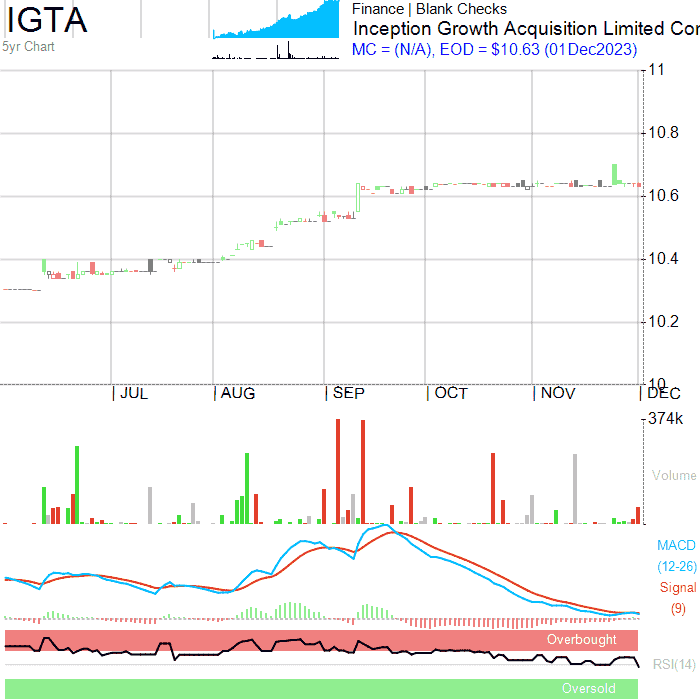 IGTA
5yr Chart
Finance | Blank Checks
Inception Growth Acquisition Limited Cor
MC = (N/A), EOD = $10.63 (01Dec2023)
11
10.8
10.6
10.4
10.2
10
| JUL | AUG | SEP | OCT | NOV | DEC
374k
Volume
MACD
(12-26)
Signal
(9)
Overbought
RSI(14)
Oversold